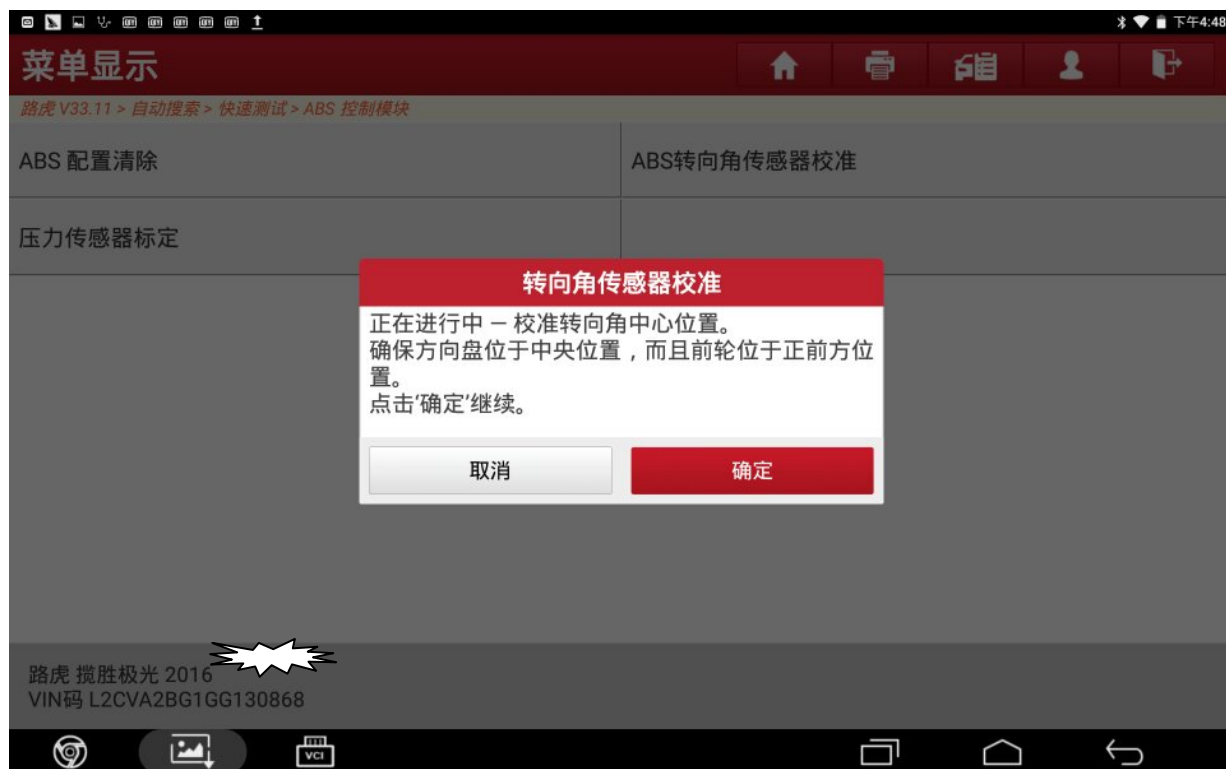 下午4:48
菜单显示
路虎 V33.11 > 自动搜索 > 快速测试 > ABS 控制模块
ABS 配置清除
ABS转向角传感器校准
压力传感器标定
转向角传感器校准
正在进行中 — 校准转向角中心位置。
确保方向盘位于中央位置，而且前轮位于正前方位
置。
点击‘确定’继续。
取消
确定
路虎 揽胜极光 2016
VIN码 L2CVA2BG1GG130868
VCI